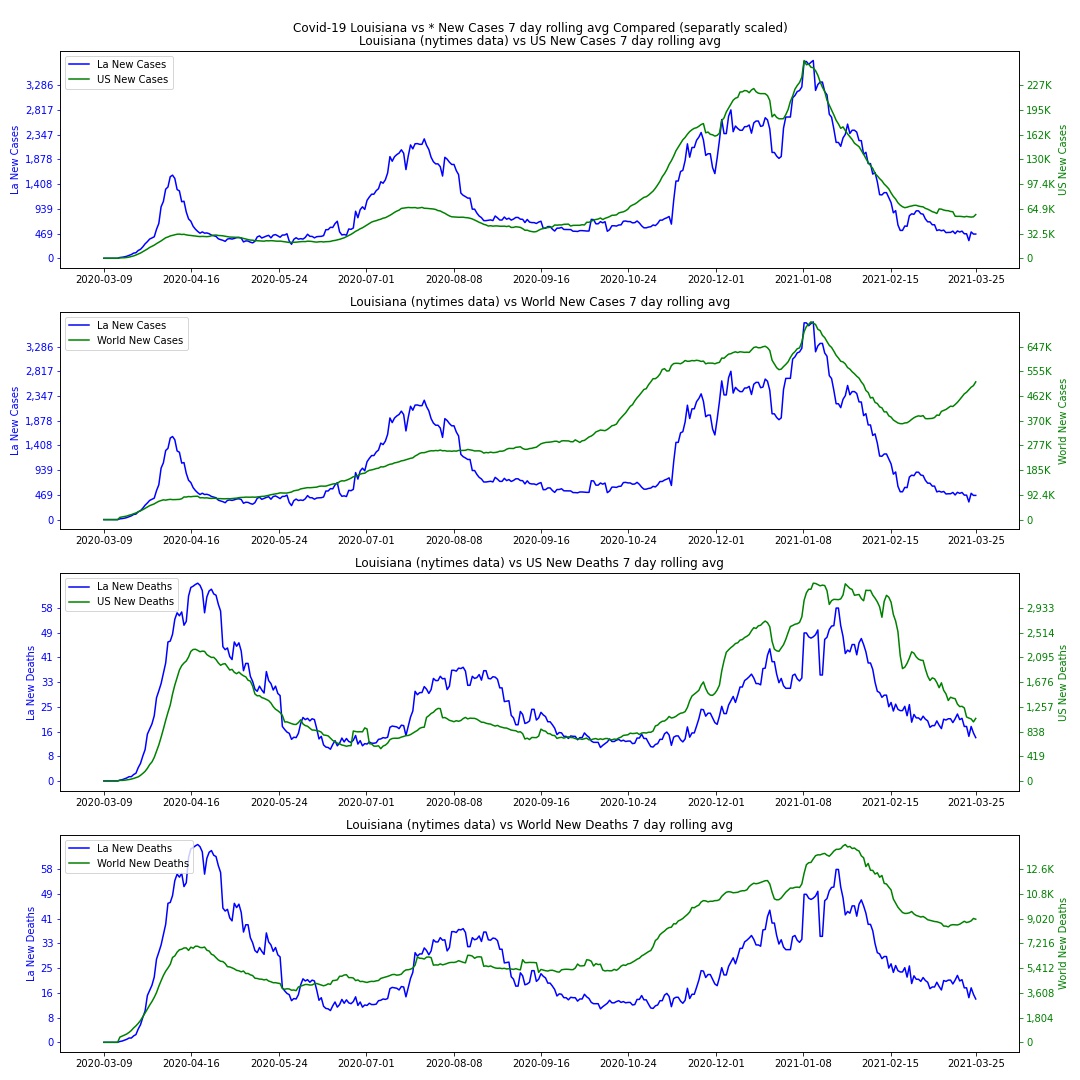 Covid-19 Louisiana vs * New Cases 7 day rolling avg Compared (separatly scaled)
Louisiana (nytimes data) vs US New Cases 7 day rolling avg
La New Cases
US New Cases
3,286
2,817
2,347
1,878
1,408
939
469
0
La New Cases
227K
195K
162K
130K
97.4K
64.9K
32.5K
0
US New Cases
2020-03-09 2020-04-16 2020-05-24 2020-07-01 2020-08-08 2020-09-16 2020-10-24 2020-12-01 2021-01-08 2021-02-15 2021-03-25
Louisiana (nytimes data) vs World New Cases 7 day rolling avg
La New Cases
World New Cases
3,286
2,817
2,347
1,878
1,408
939
469
0
La New Cases
647K
555K
462K
370K
277K
185K
92.4K
0
World New Cases
2020-03-09 2020-04-16 2020-05-24 2020-07-01 2020-08-08 2020-09-16 2020-10-24 2020-12-01 2021-01-08 2021-02-15 2021-03-25
Louisiana (nytimes data) vs US New Deaths 7 day rolling avg
La New Deaths
US New Deaths
58
49
41
33
25
16
8
0
La New Deaths
2,933
2,514
2,095
1,676
1,257
838
419
0
US New Deaths
2020-03-09 2020-04-16 2020-05-24 2020-07-01 2020-08-08 2020-09-16 2020-10-24 2020-12-01 2021-01-08 2021-02-15 2021-03-25
Louisiana (nytimes data) vs World New Deaths 7 day rolling avg
La New Deaths
World New Deaths
58
49
41
33
25
16
8
0
La New Deaths
12.6K
10.8K
9,020
7,216
5,412
3,608
1,804
0
World New Deaths
2020-03-09 2020-04-16 2020-05-24 2020-07-01 2020-08-08 2020-09-16 2020-10-24 2020-12-01 2021-01-08 2021-02-15 2021-03-25